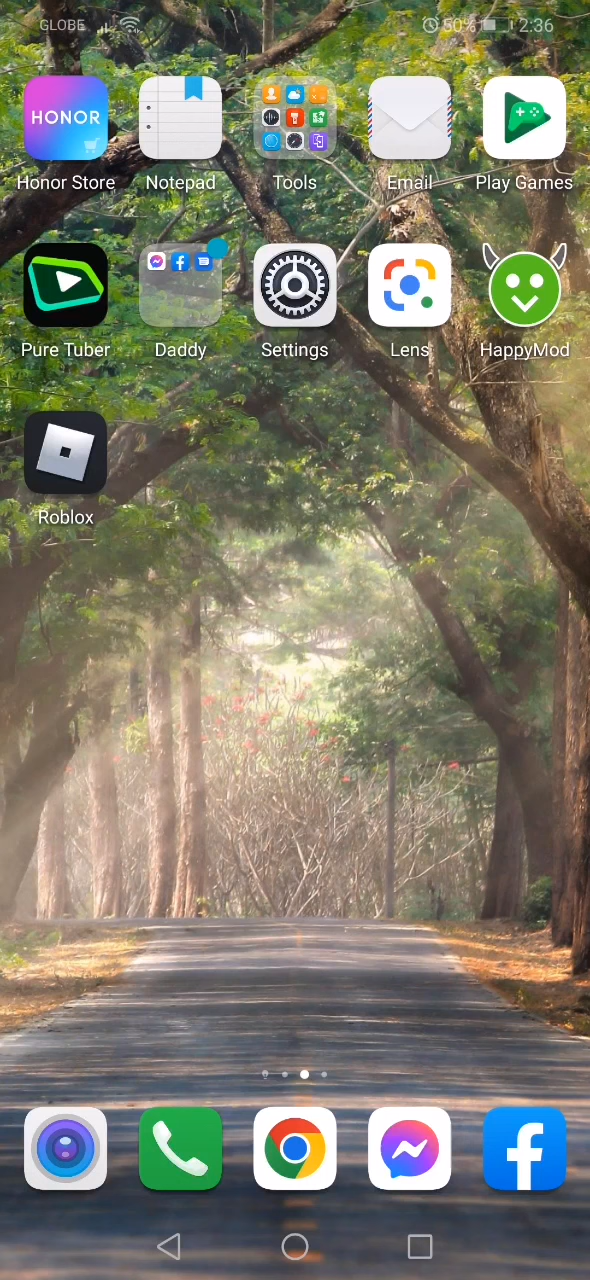 GLOBE 50% 2:36
HONOR
Honor Store Notepad Tools Email Play Games
Pure Tuber Daddy Settings Lens HappyMod
Roblox